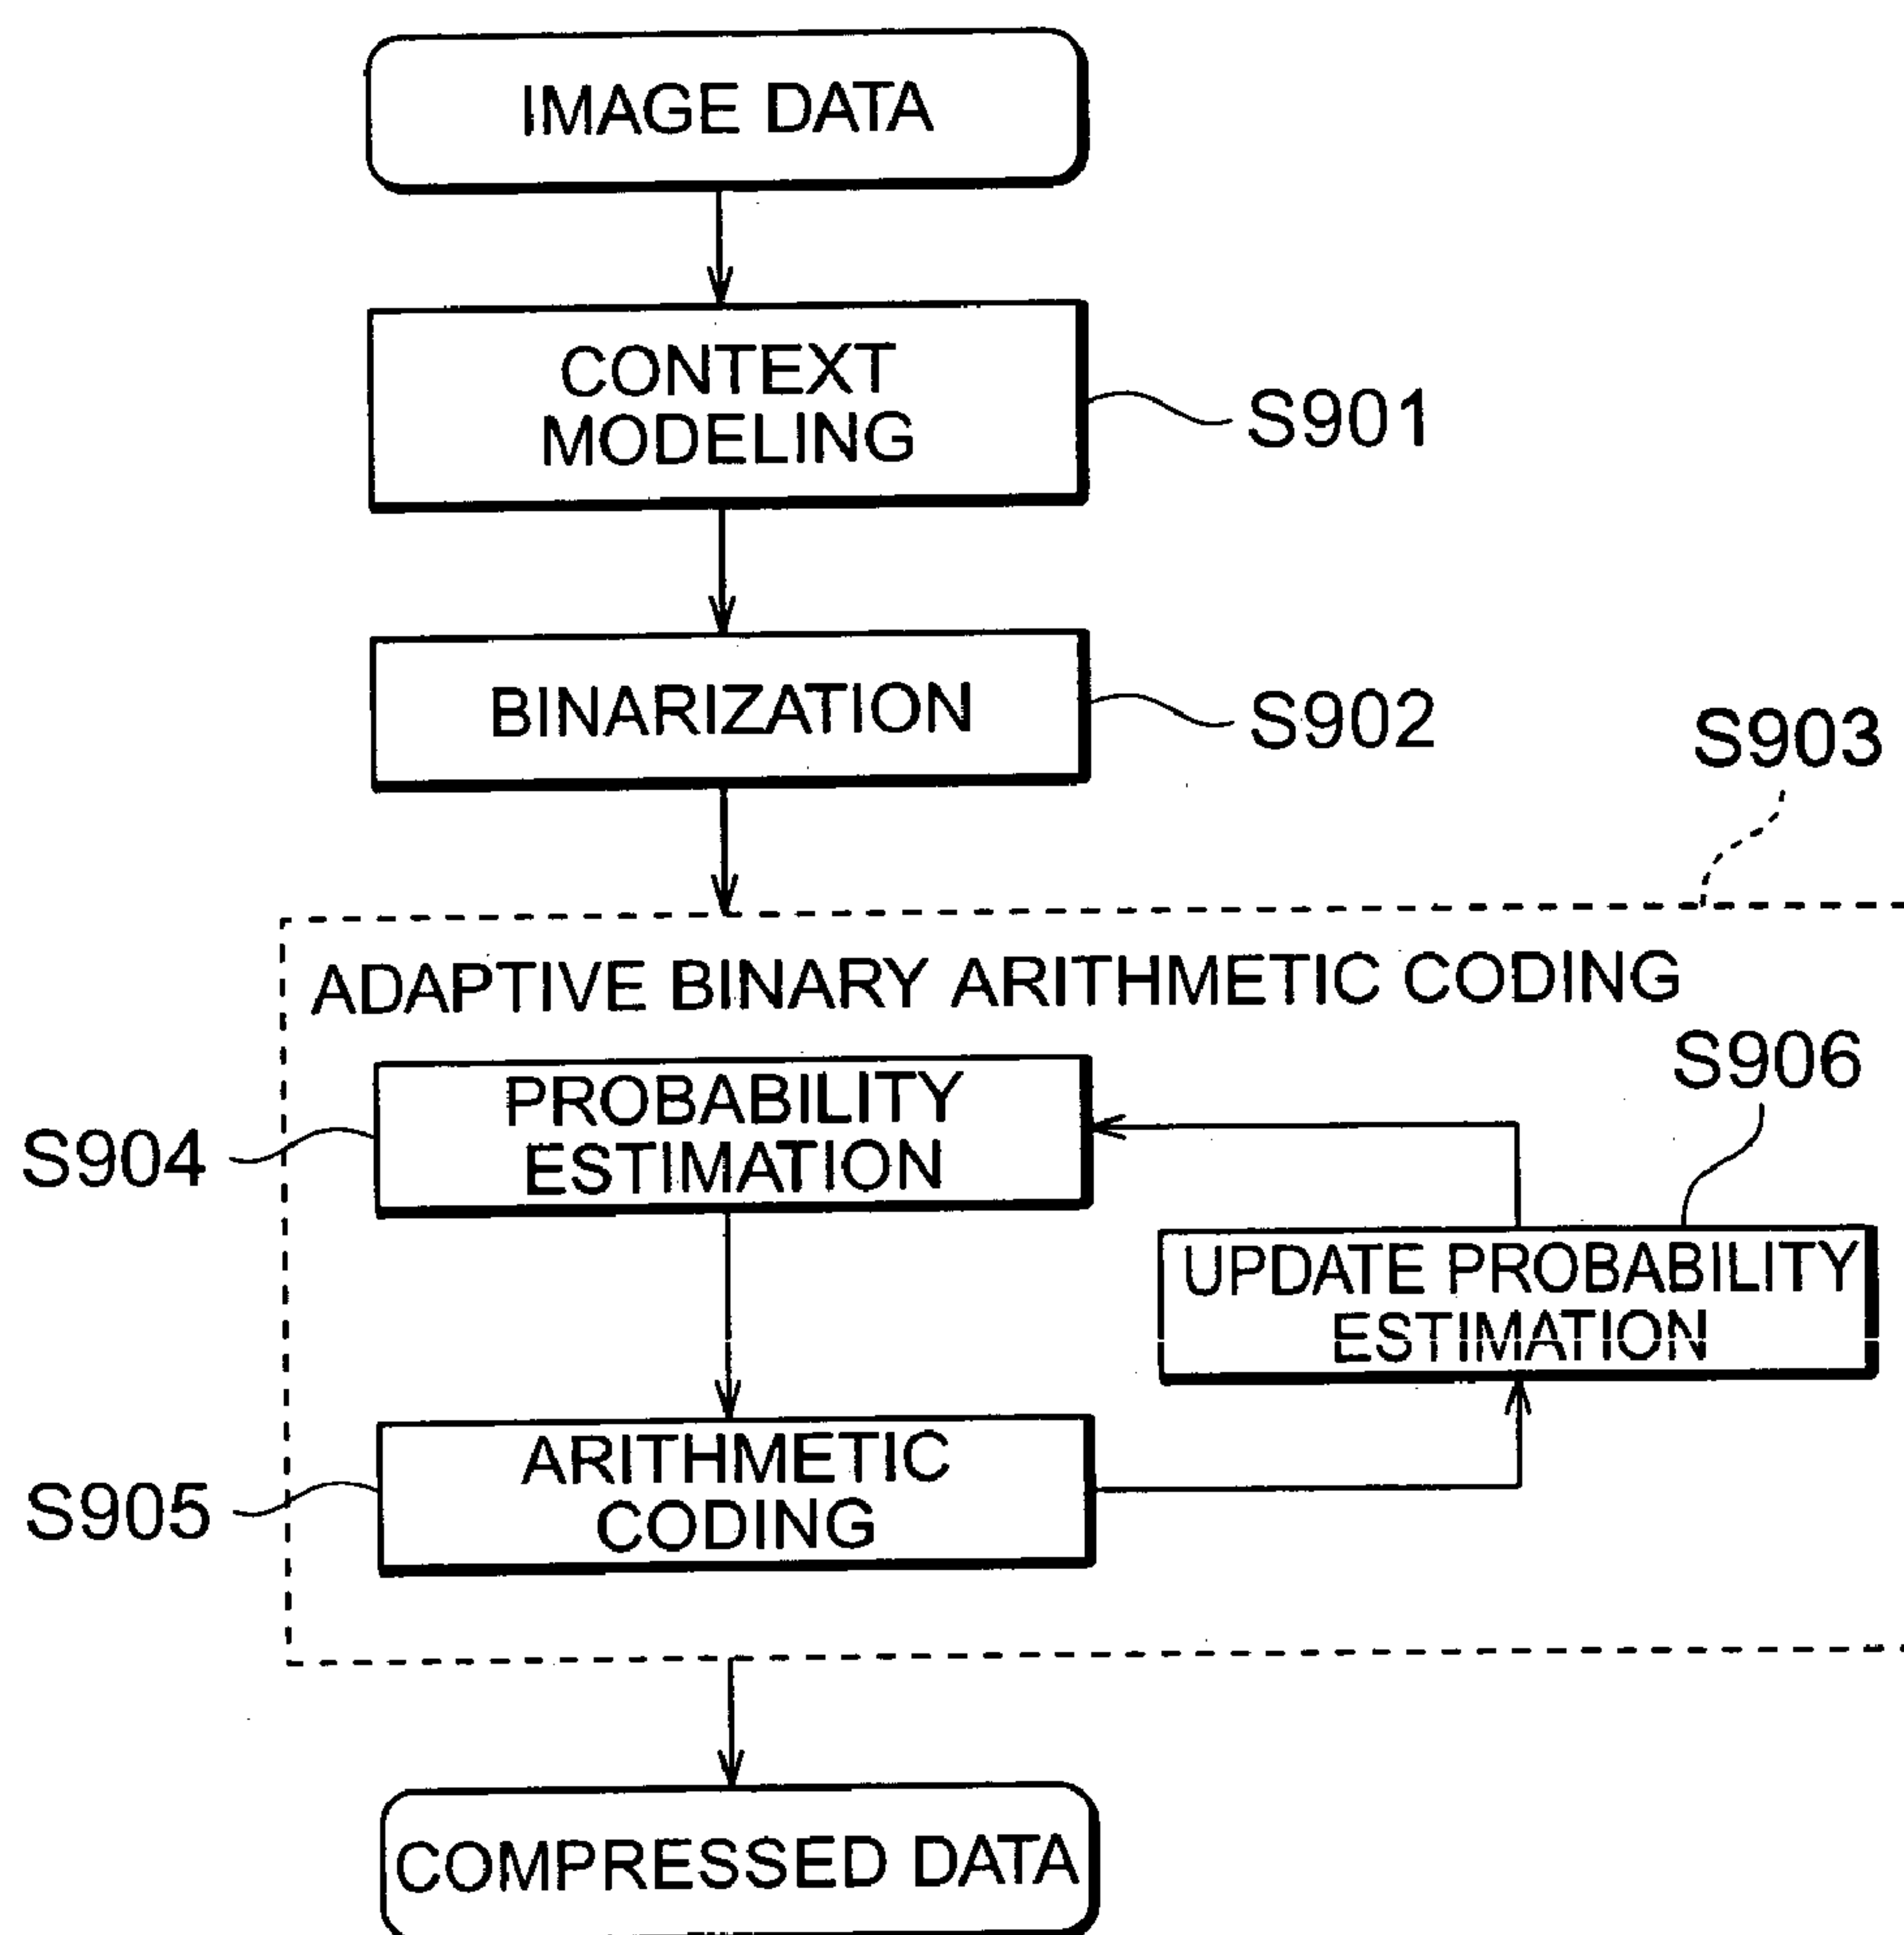 IMAGE DATA
CONTEXT
MODELING
S901
BINARIZATION
S902
S903
ADAPTIVE BINARY ARITHMETIC CODING
S906
PROBABILITY
ESTIMATION
S904
UPDATE PROBABILITY
ESTIMATION
ARITHMETIC
CODING
S905
COMPRESSED DATA